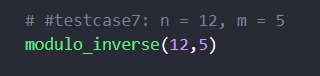 # #testcase7: n = 12, m = 5
modulo_inverse(12,5)